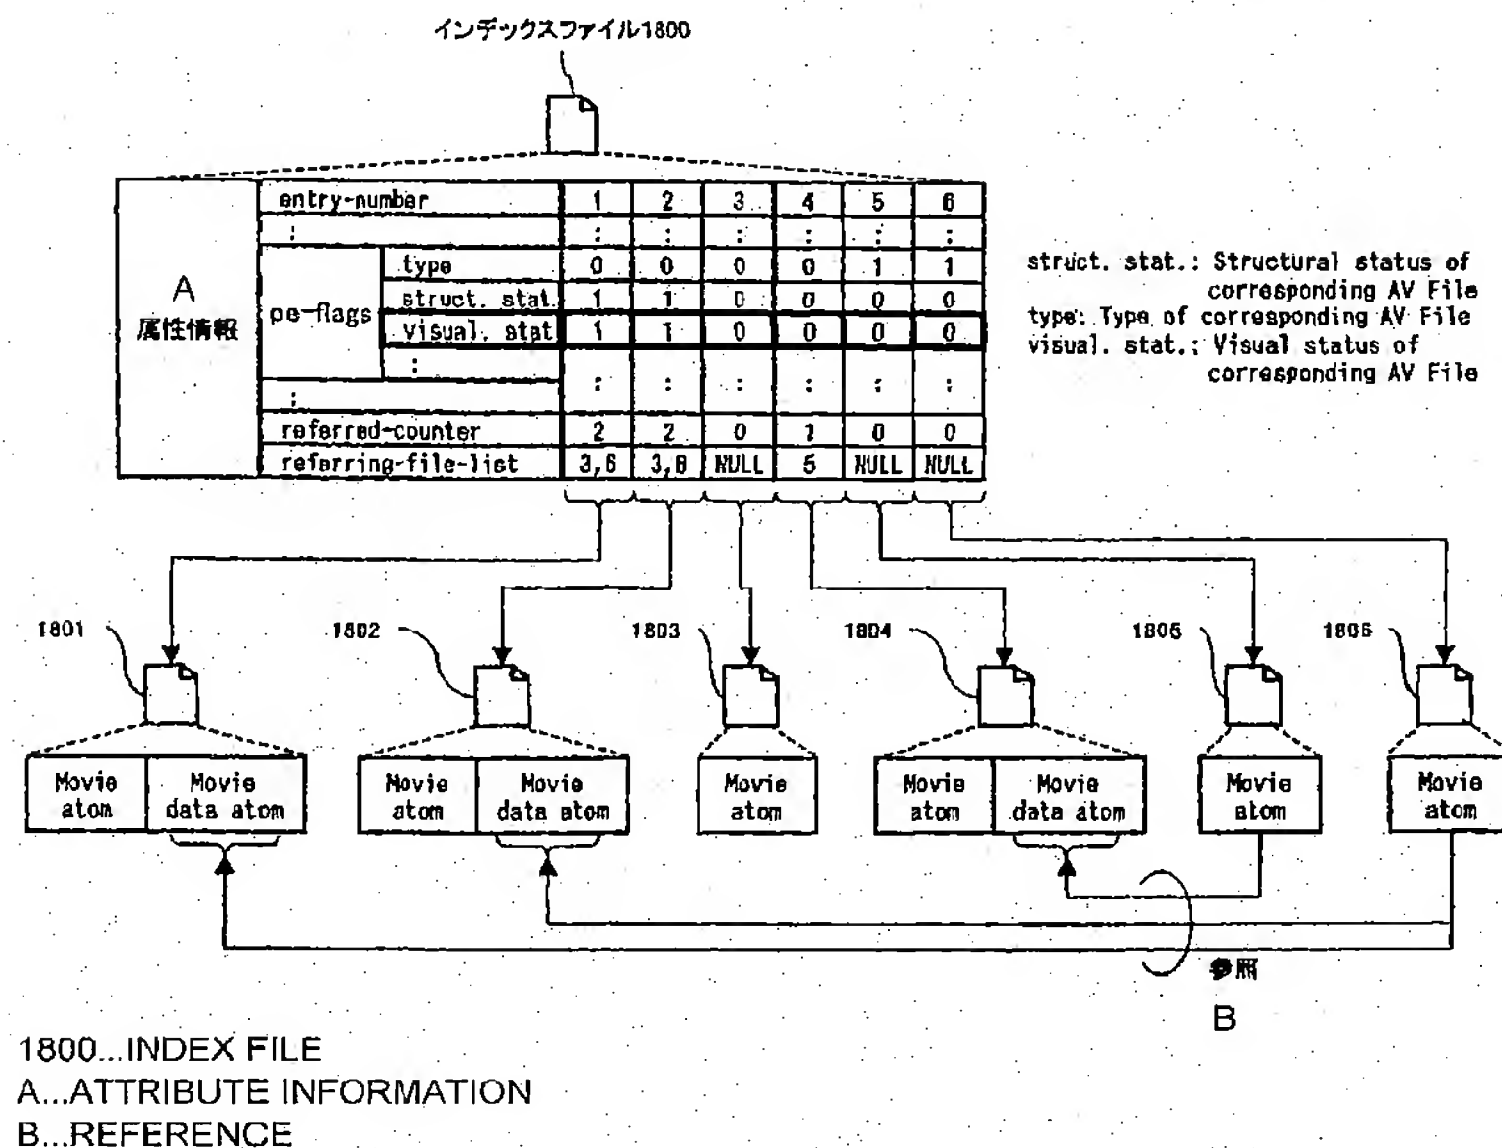 インデックスファイル1800
A
属性情報
entry-number 1 2 3 4 5 6
: : : : : : :
pe-flags
type 0 0 0 0 1 1
struct. stat. 1 1 0 0 0 0
visual. stat 1 1 0 0 0 0
: : : : : : :
:
referred-counter 2 2 0 1 0 0
referring-file-list 3,6 3,6 NULL 5 NULL NULL
struct. stat.: Structural status of
corresponding AV File
type: Type of corresponding AV File
visual. stat.: Visual status of
corresponding AV File
1801 1802 1803 1804 1805 1806
Movie atom
Movie data atom
Movie atom
Movie data atom
Movie atom
Movie atom
Movie data atom
Movie atom
Movie atom
参照
B
1800...INDEX FILE
A...ATTRIBUTE INFORMATION
B...REFERENCE